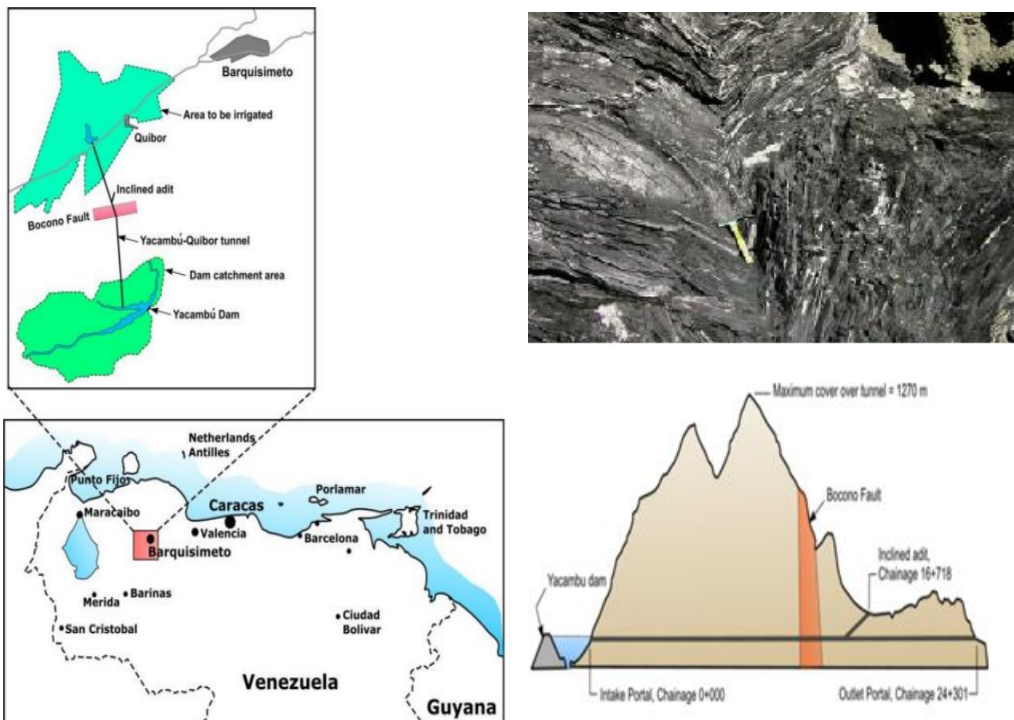 Barquisimeto
Area to be irrigated
Quibor
Inclined adit
Bocono Fault
Yacambú-Quibor tunnel
Dam catchment area
Yacambú Dam
Netherlands
Antilles
Punto Fijos
Maracaibo
Caracas
Porlamar
Trinidad
and Tobago
Valencia
Barcelona
Barquisimeto
Merida
Barinas
San Cristobal
Ciudad
Bolivar
Venezuela
Guyana
Maximum cover over tunnel = 1270 m
Bocono Fault
Inclined adit,
Chainage 16+718
Yacambu dam
Intake Portal, Chainage 0+000
Outlet Portal, Chainage 24+301